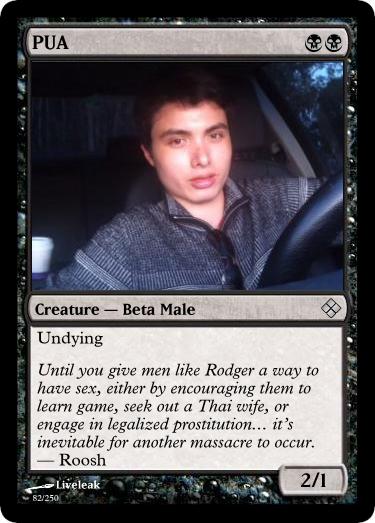 PUA
Creature — Beta Male
Undying
Until you give men like Rodger a way to
have sex, either by encouraging them to
learn game, seek out a Thai wife, or
engage in legalized prostitution... it's
inevitable for another massacre to occur.
— Roosh
2/1
Liveleak
82/250